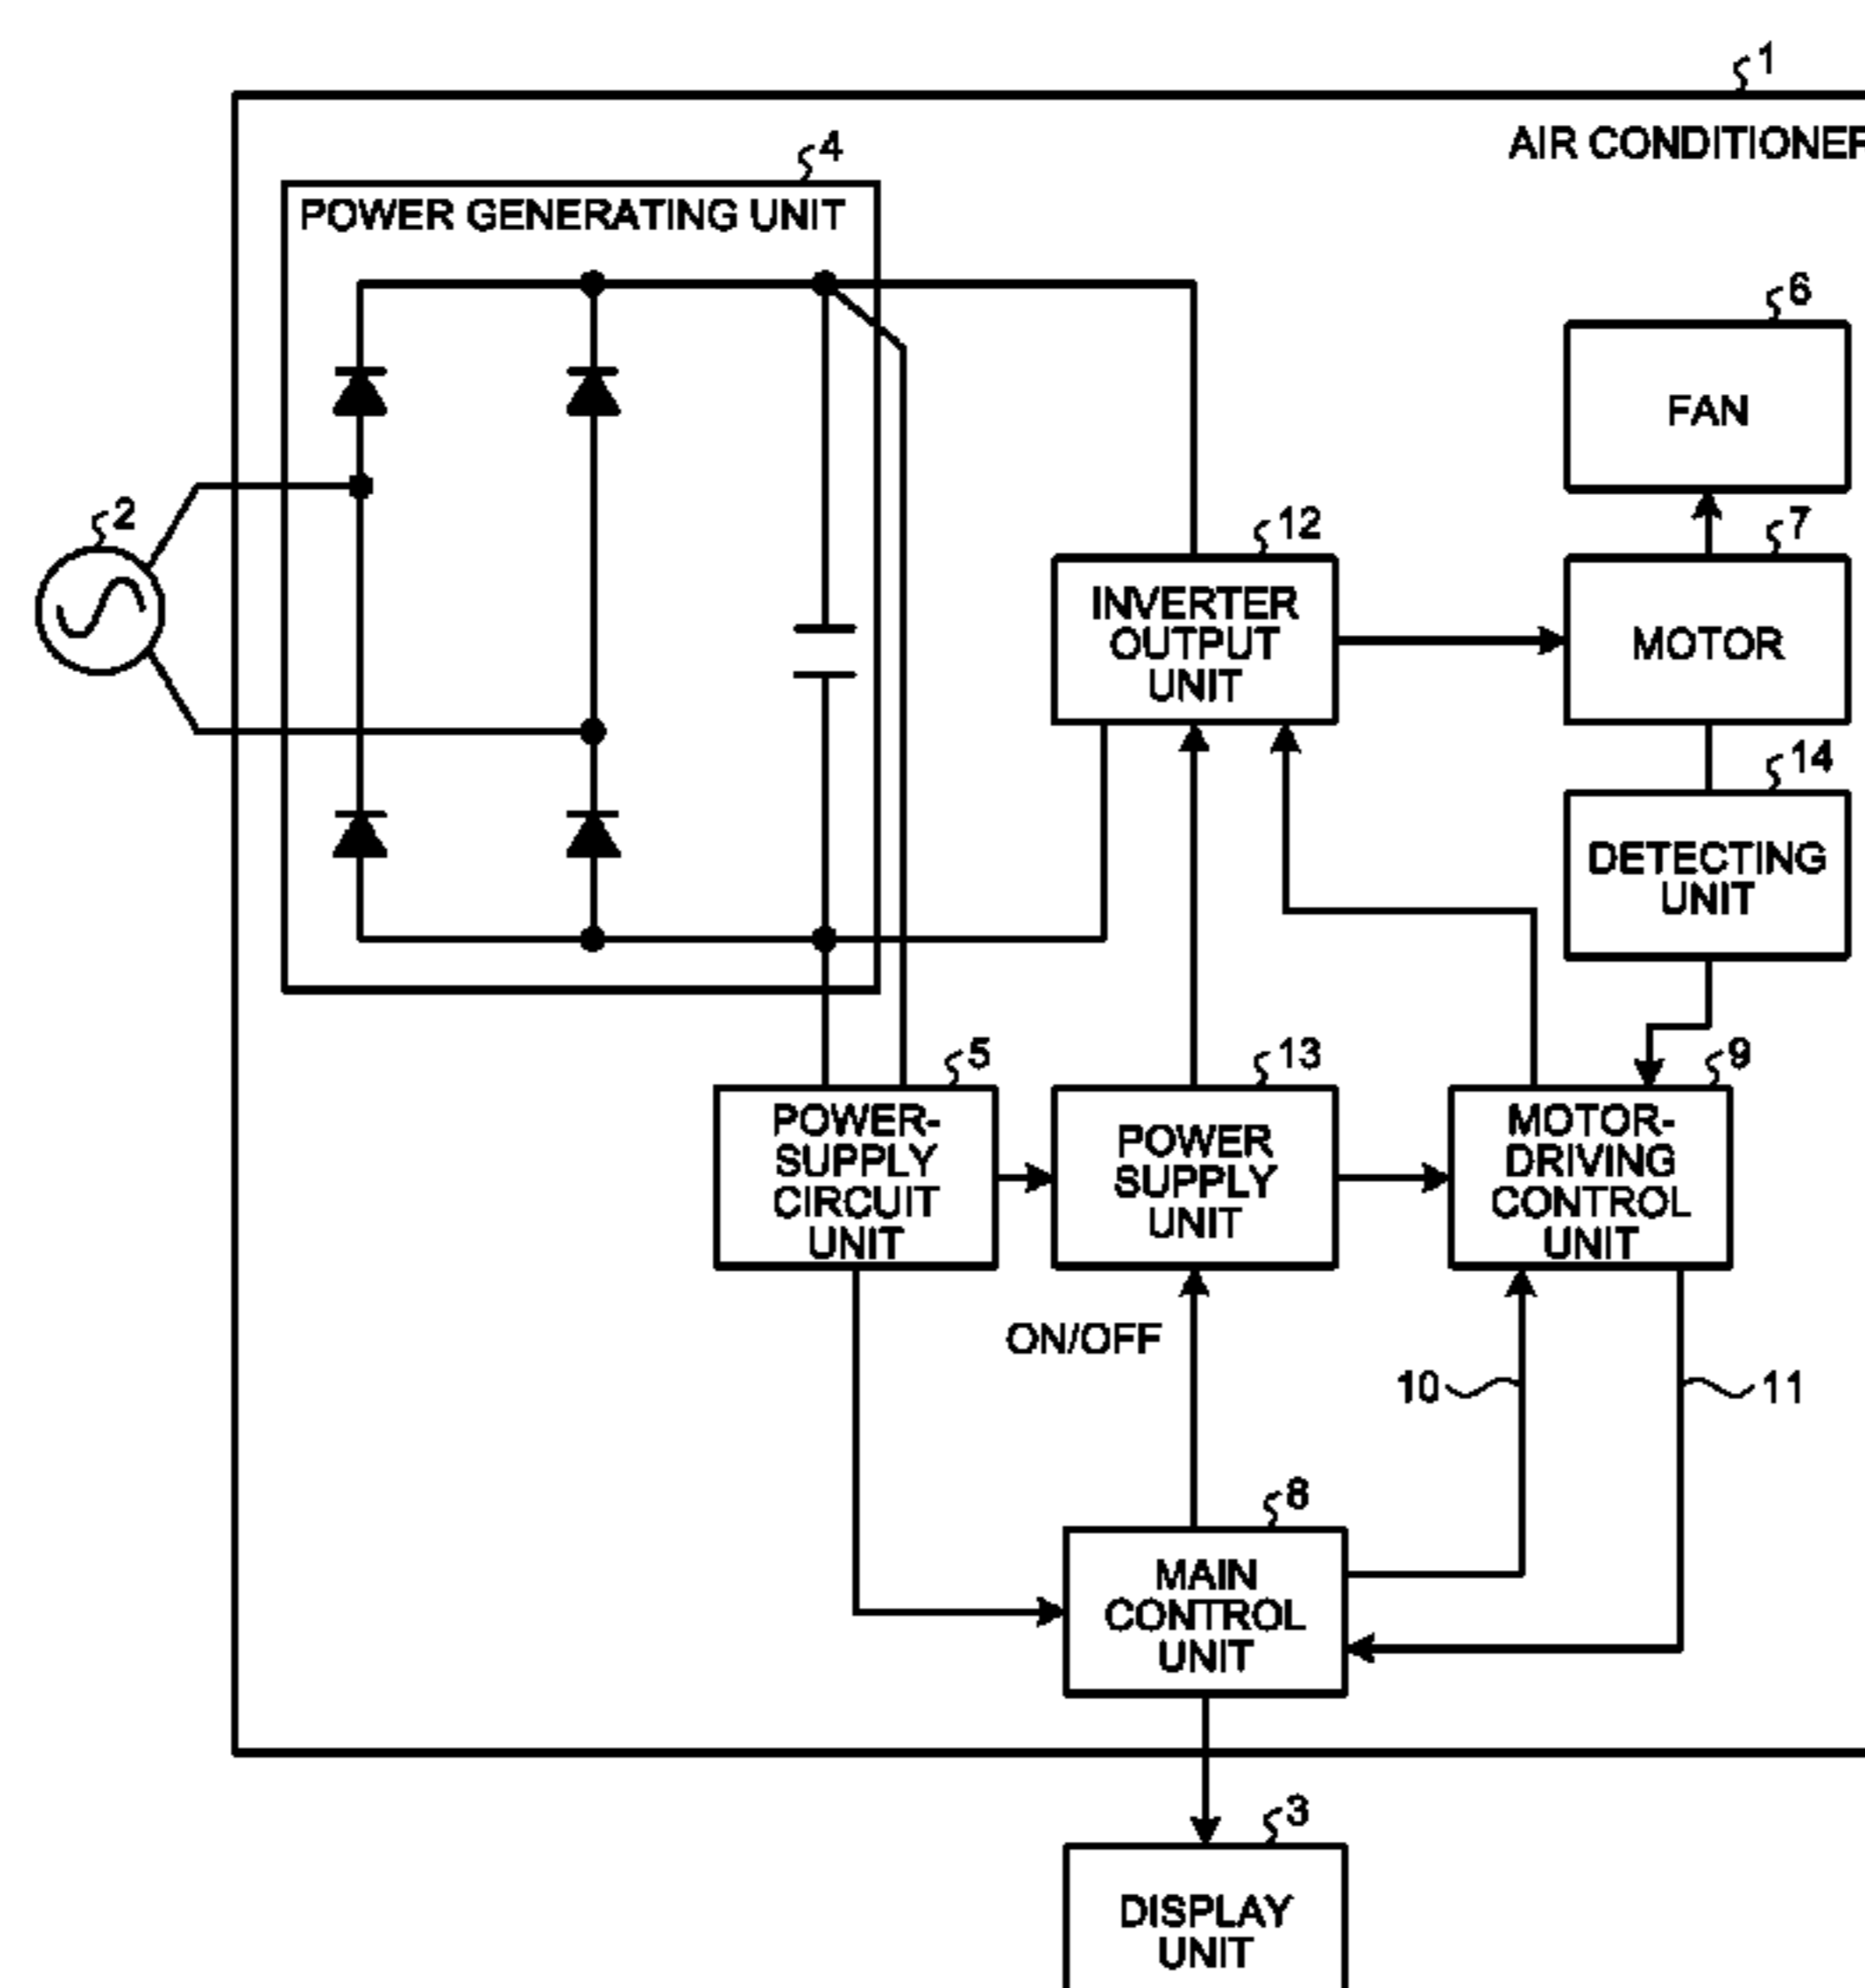 1
AIR CONDITIONER
4
POWER GENERATING UNIT
6
FAN
2
12
INVERTER
OUTPUT
UNIT
7
MOTOR
14
DETECTING
UNIT
5
POWER-
SUPPLY
CIRCUIT
UNIT
13
POWER
SUPPLY
UNIT
9
MOTOR-
DRIVING
CONTROL
UNIT
ON/OFF
10
11
8
MAIN
CONTROL
UNIT
3
DISPLAY
UNIT